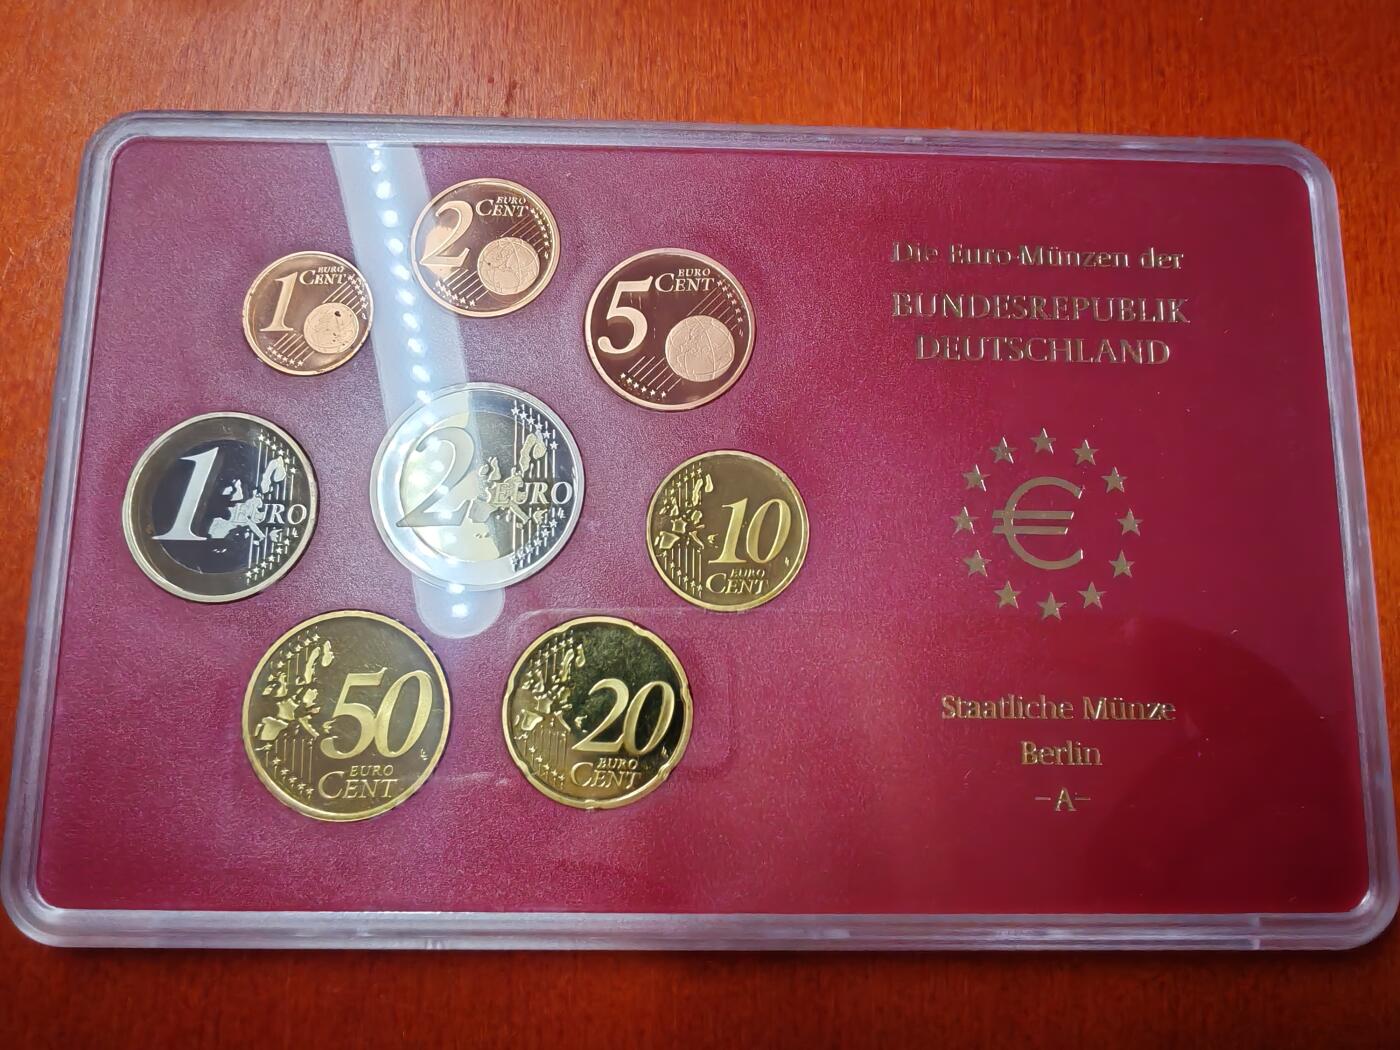 2 EURO CENT
1 EURO CENT
5 EURO CENT
Die Euro-Münzen der
BUNDESREPUBLIK
DEUTSCHLAND
1 EURO
2 EURO
10 EURO CENT
€
50 EURO CENT
20 EURO CENT
Staatliche Münze
Berlin
-A-